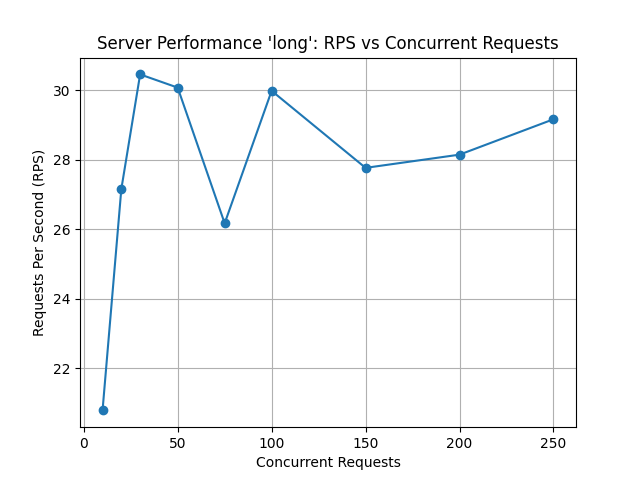 Server Performance 'long': RPS vs Concurrent Requests
Requests Per Second (RPS)
30
28
26
24
22
0 50 100 150 200 250
Concurrent Requests